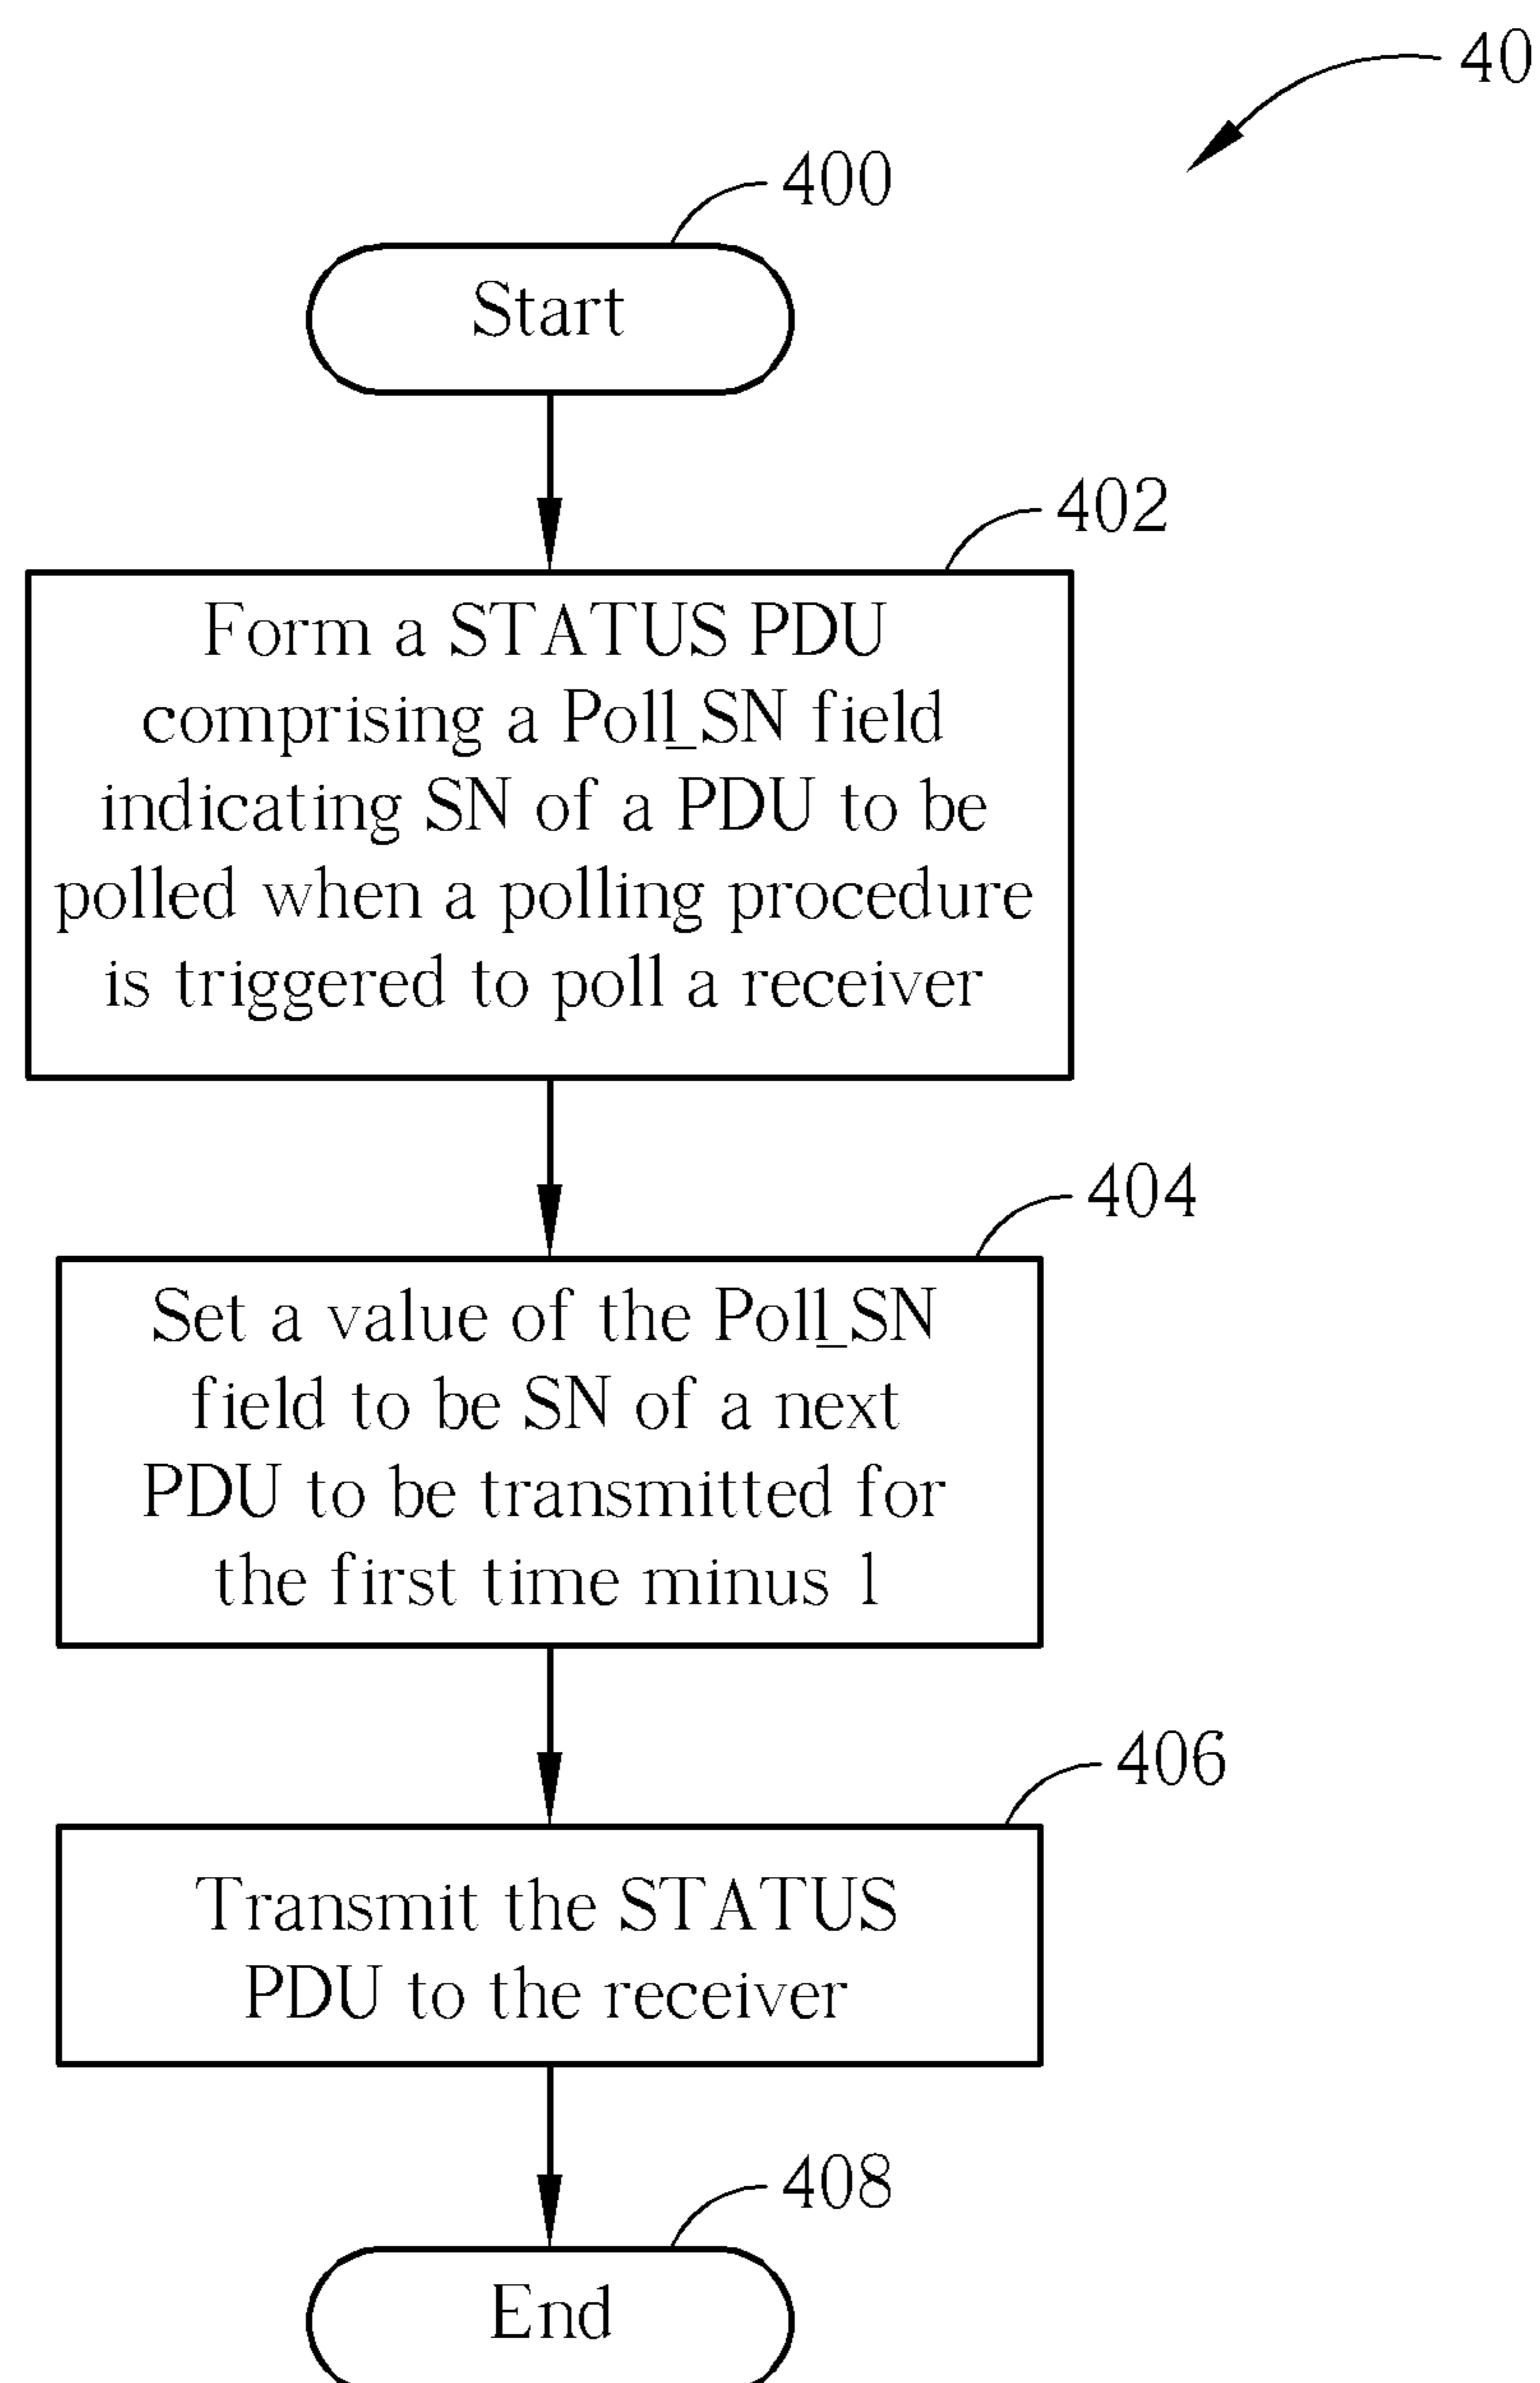 40
400
Start
402
Form a STATUS PDU
comprising a Poll_SN field
indicating SN of a PDU to be
polled when a polling procedure
is triggered to poll a receiver
404
Set a value of the Poll_SN
field to be SN of a next
PDU to be transmitted for
the first time minus 1
406
Transmit the STATUS
PDU to the receiver
408
End